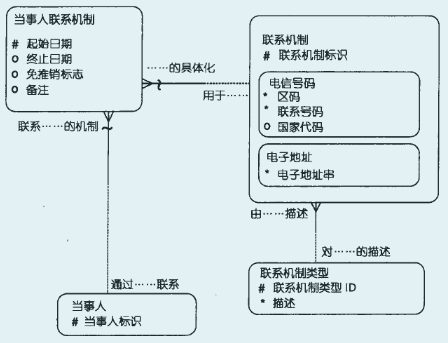 当事人联系机制
# 起始日期
o 终止日期
o 免推销标志
o 备注
联系……的机制
……的具体化
用于……
联系机制
# 联系机制标识
电信号码
* 区码
* 联系号码
o 国家代码
电子地址
* 电子地址串
由……描述
对……的描述
联系机制类型
# 联系机制类型 ID
* 描述
通过……联系
当事人
# 当事人标识